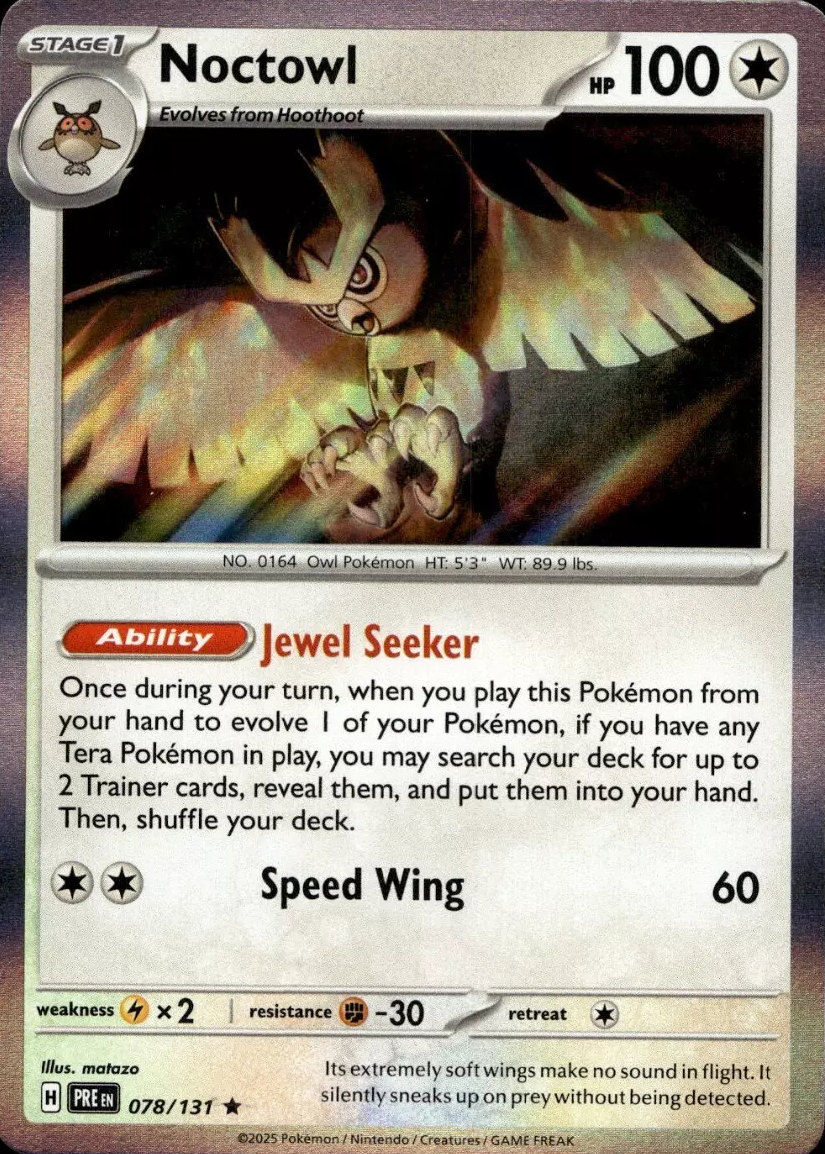 STAGE1
Noctowl
HP 100
Evolves from Hoothoot
NO. 0164 Owl Pokémon HT: 5'3" WT: 89.9 lbs.
Ability Jewel Seeker
Once during your turn, when you play this Pokémon from
your hand to evolve 1 of your Pokémon, if you have any
Tera Pokémon in play, you may search your deck for up to
2 Trainer cards, reveal them, and put them into your hand.
Then, shuffle your deck.
Speed Wing 60
weakness ×2 resistance -30 retreat
Illus. matazo
Its extremely soft wings make no sound in flight. It
silently sneaks up on prey without being detected.
H PRE EN 078/131
©2025 Pokémon / Nintendo / Creatures / GAME FREAK